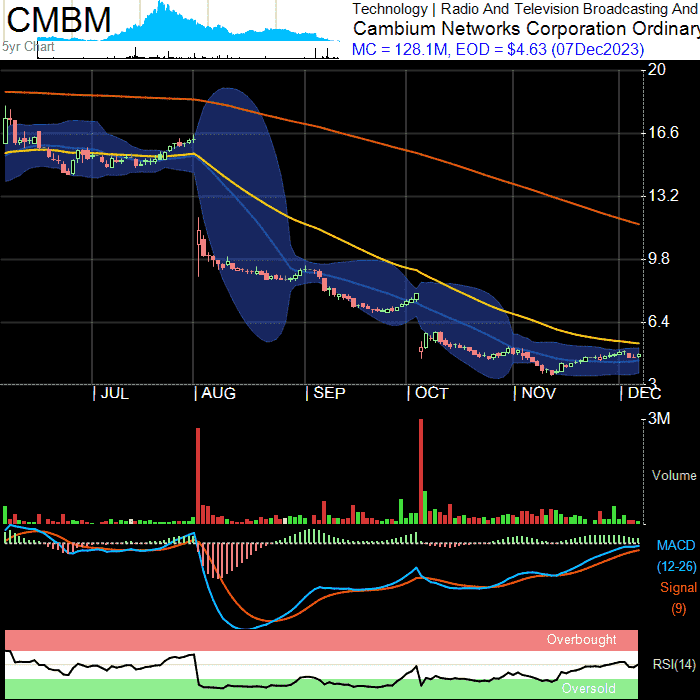 CMBM
5yr Chart
Technology | Radio And Television Broadcasting And
Cambium Networks Corporation Ordinary
MC = 128.1M, EOD = $4.63 (07Dec2023)
20
16.6
13.2
9.8
6.4
3
JUL
AUG
SEP
OCT
NOV
DEC
3M
Volume
MACD
(12-26)
Signal
(9)
Overbought
RSI(14)
Oversold